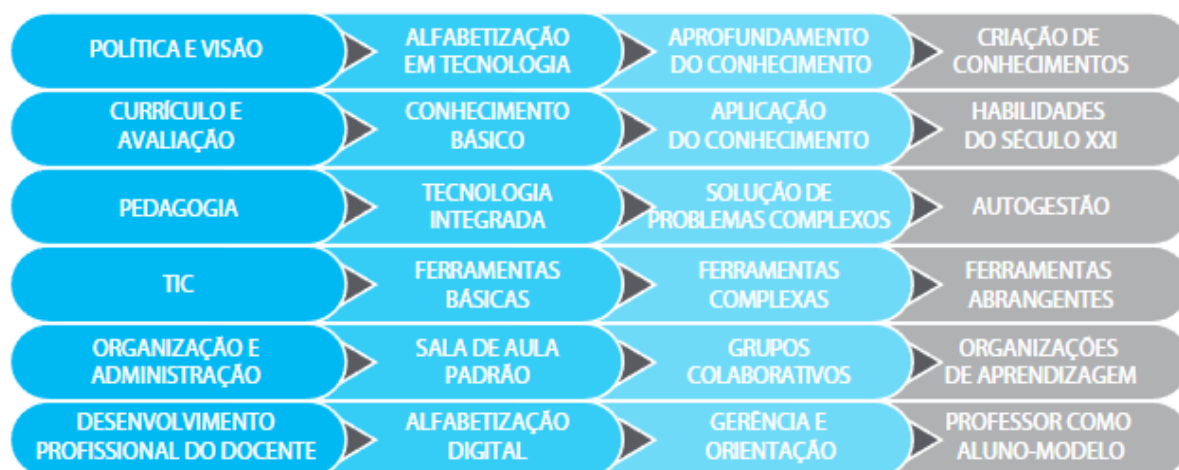 POLÍTICA E VISÃO
ALFABETIZAÇÃO
EM TECNOLOGIA
APROFUNDAMENTO
DO CONHECIMENTO
CRIAÇÃO DE
CONHECIMENTOS
CURRÍCULO E
AVALIAÇÃO
CONHECIMENTO
BÁSICO
APLICAÇÃO
DO CONHECIMENTO
HABILIDADES
DO SÉCULO XXI
PEDAGOGIA
TECNOLOGIA
INTEGRADA
SOLUÇÃO DE
PROBLEMAS COMPLEXOS
AUTOGESTÃO
TIC
FERRAMENTAS
BÁSICAS
FERRAMENTAS
COMPLEXAS
FERRAMENTAS
ABRANGENTES
ORGANIZAÇÃO E
ADMINISTRAÇÃO
SALA DE AULA
PADRÃO
GRUPOS
COLABORATIVOS
ORGANIZAÇÕES
DE APRENDIZAGEM
DESENVOLVIMENTO
PROFISSIONAL DO DOCENTE
ALFABETIZAÇÃO
DIGITAL
GERÊNCIA E
ORIENTAÇÃO
PROFESSOR COMO
ALUNO-MODELO